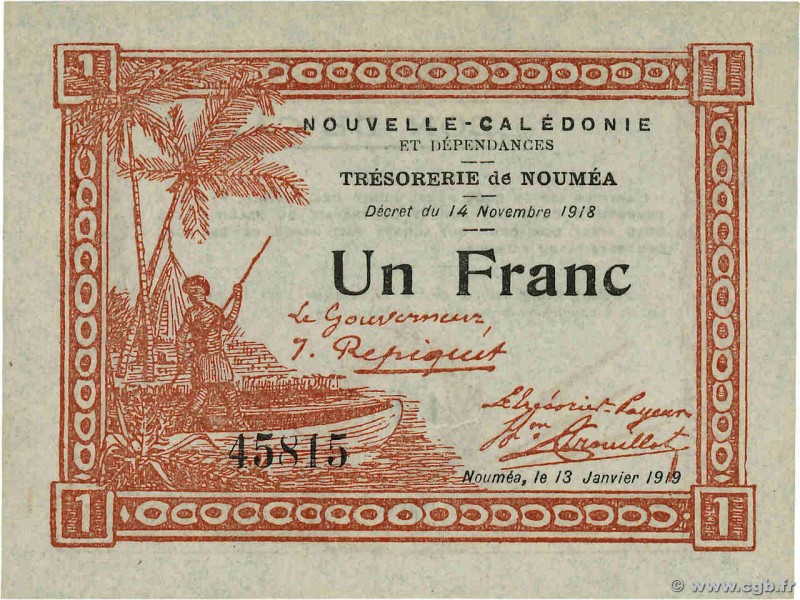 1 1
NOUVELLE-CALÉDONIE
ET DÉPENDANCES
TRÉSORERIE de NOUMÉA
Décret du 14 Novembre 1918
Un Franc
Le Gouverneur,
J. Repiquet
Le Trésorier-Payeur
45815
Nouméa, le 13 Janvier 1919
1 1
© www.cgb.fr